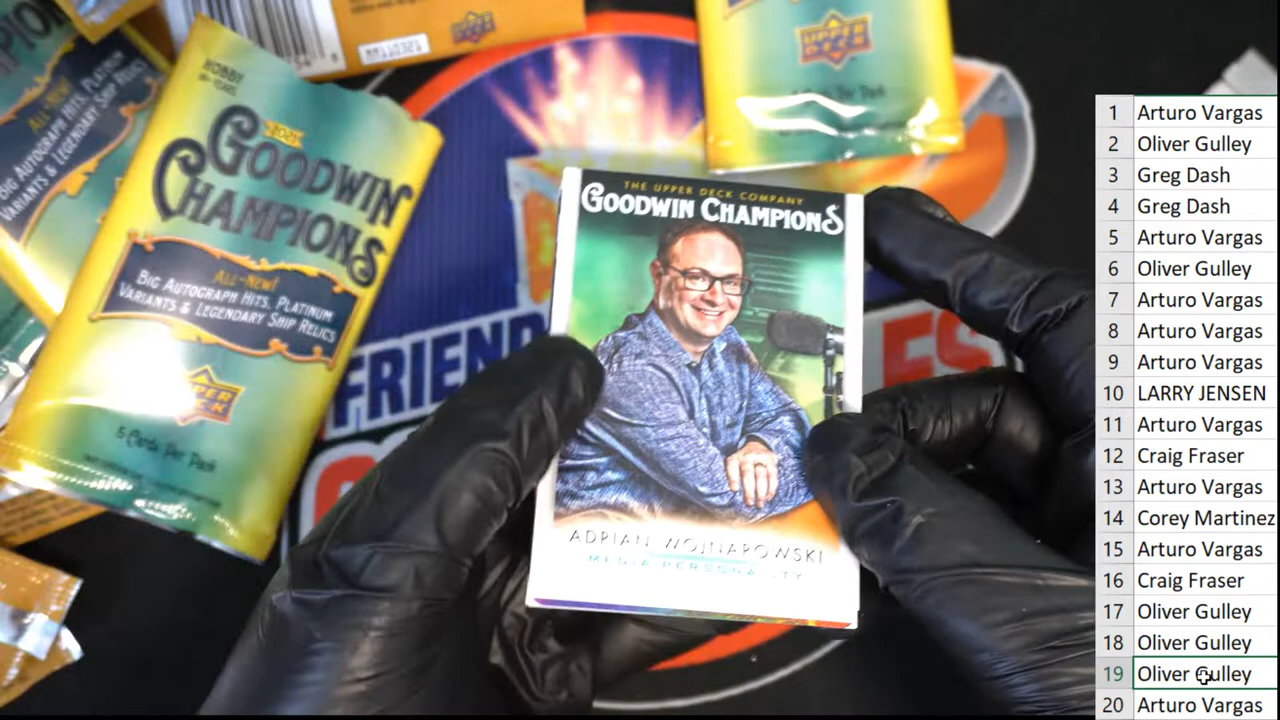 HOBBY
2021
GOODWIN
CHAMPIONS
ALL-NEW!
BIG AUTOGRAPH HITS, PLATINUM
VARIANTS & LEGENDARY SHIP RELICS
UPPER
DECK
5 Cards Per Pack
ALL-NEW!
BIG AUTOGRAPH HITS, PLATINUM
VARIANTS & LEGENDARY SHIP RELICS
UPPER
DECK
FRIEND
THE UPPER DECK COMPANY
GOODWIN CHAMPIONS
ADRIAN WOJNAROWSKI
MEDIA PERSONALITY
1 Arturo Vargas
2 Oliver Gulley
3 Greg Dash
4 Greg Dash
5 Arturo Vargas
6 Oliver Gulley
7 Arturo Vargas
8 Arturo Vargas
9 Arturo Vargas
10 LARRY JENSEN
11 Arturo Vargas
12 Craig Fraser
13 Arturo Vargas
14 Corey Martinez
15 Arturo Vargas
16 Craig Fraser
17 Oliver Gulley
18 Oliver Gulley
19 Oliver Gulley
20 Arturo Vargas